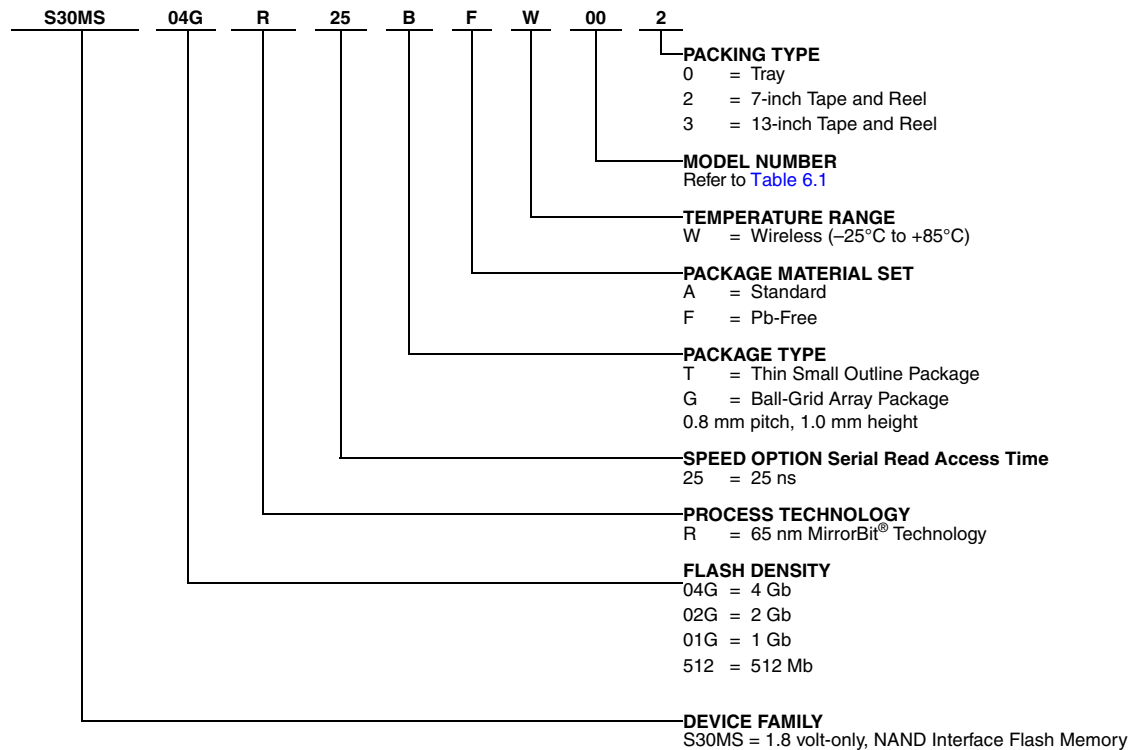 S30MS 04G R 25 B F W 00 2
PACKING TYPE
0 = Tray
2 = 7-inch Tape and Reel
3 = 13-inch Tape and Reel
MODEL NUMBER
Refer to Table 6.1
TEMPERATURE RANGE
W = Wireless (–25°C to +85°C)
PACKAGE MATERIAL SET
A = Standard
F = Pb-Free
PACKAGE TYPE
T = Thin Small Outline Package
G = Ball-Grid Array Package
0.8 mm pitch, 1.0 mm height
SPEED OPTION Serial Read Access Time
25 = 25 ns
PROCESS TECHNOLOGY
R = 65 nm MirrorBit® Technology
FLASH DENSITY
04G = 4 Gb
02G = 2 Gb
01G = 1 Gb
512 = 512 Mb
DEVICE FAMILY
S30MS = 1.8 volt-only, NAND Interface Flash Memory